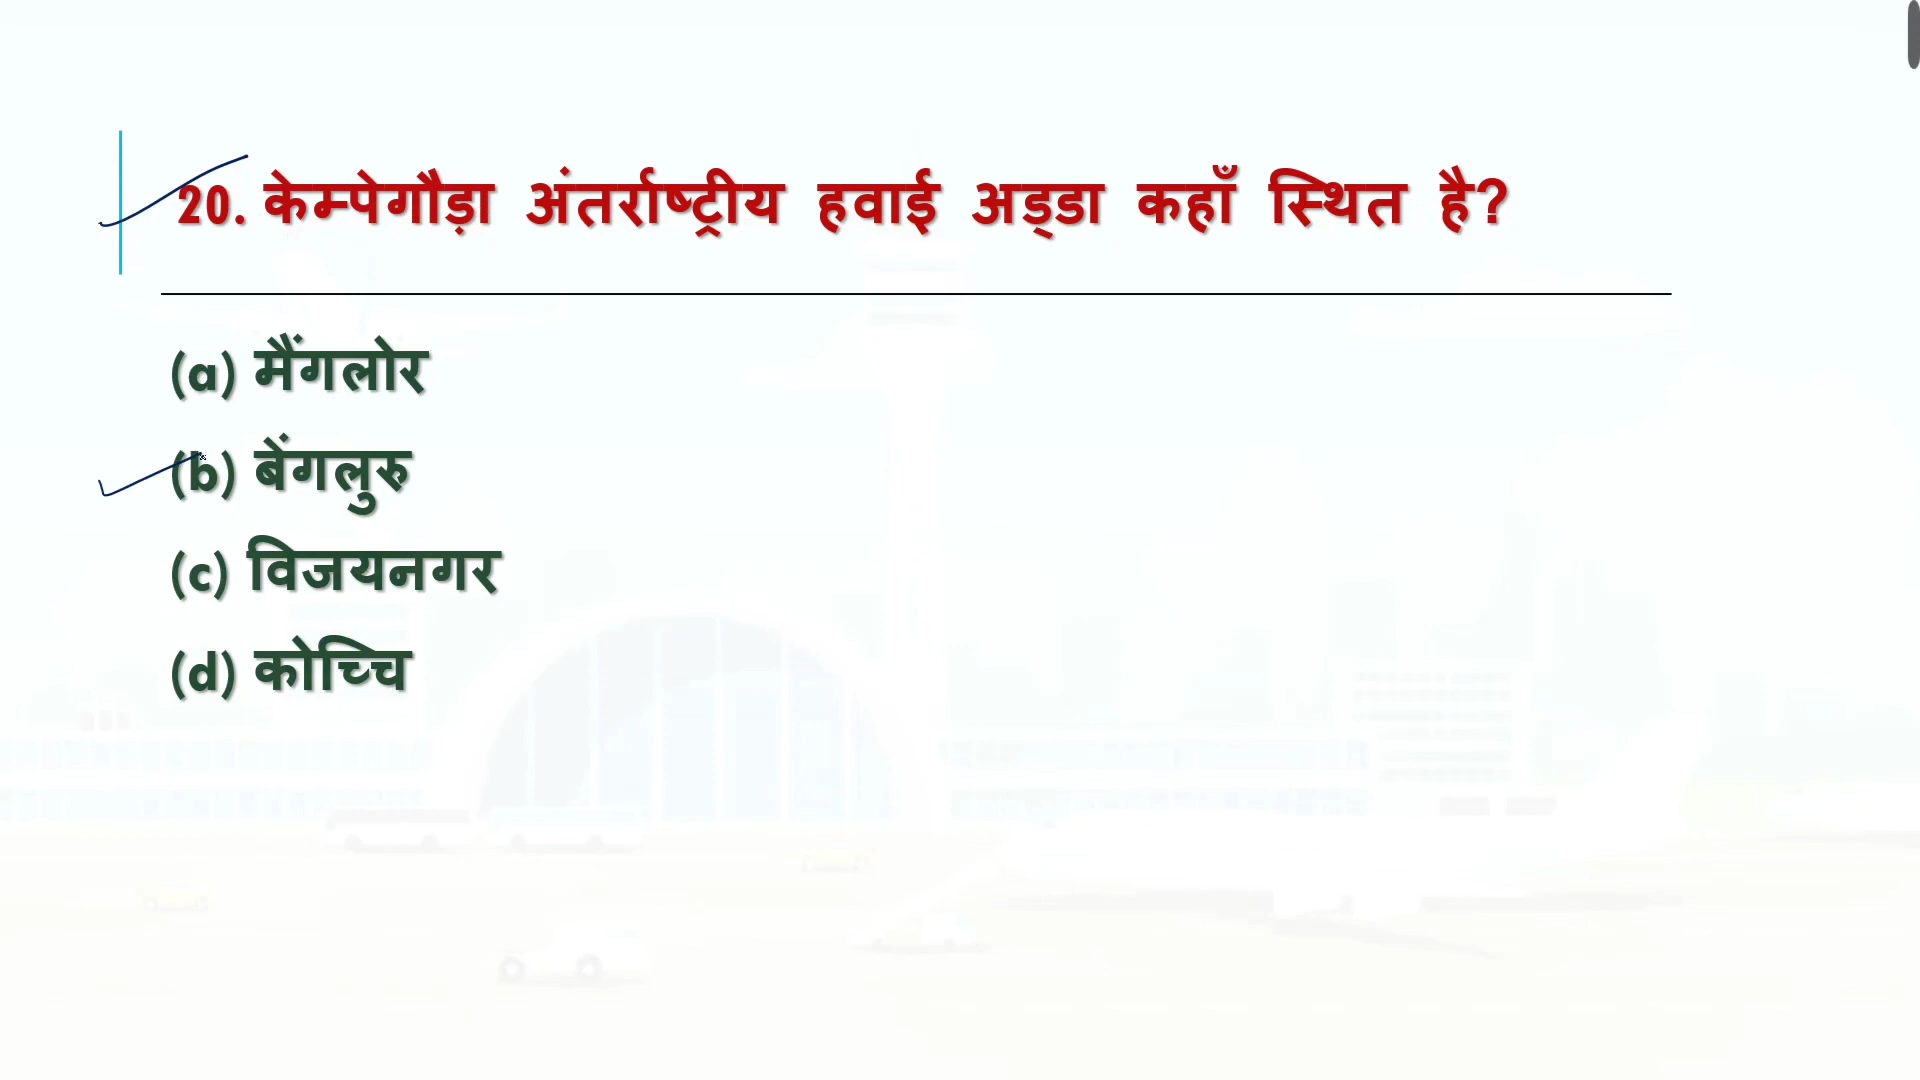 20. केम्पेगौड़ा अंतर्राष्ट्रीय हवाई अड्डा कहाँ स्थित है?
(a) मैंगलोर
(b) बेंगलुरु
(c) विजयनगर
(d) कोच्चि